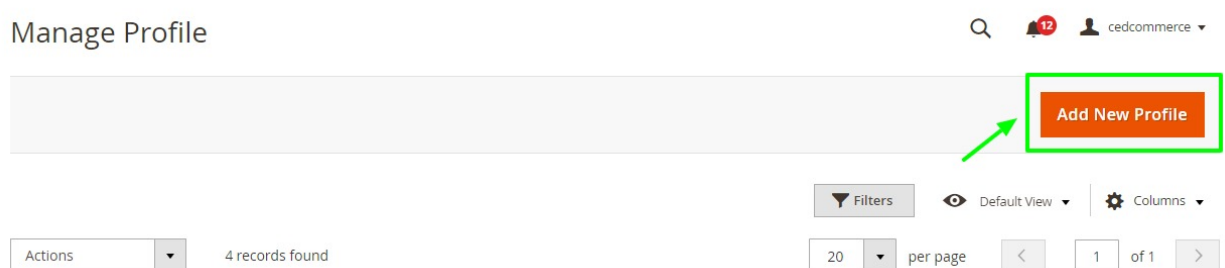 Manage Profile
12
cedcommerce
Add New Profile
Filters
Default View
Columns
Actions
4 records found
20
per page
1
of 1